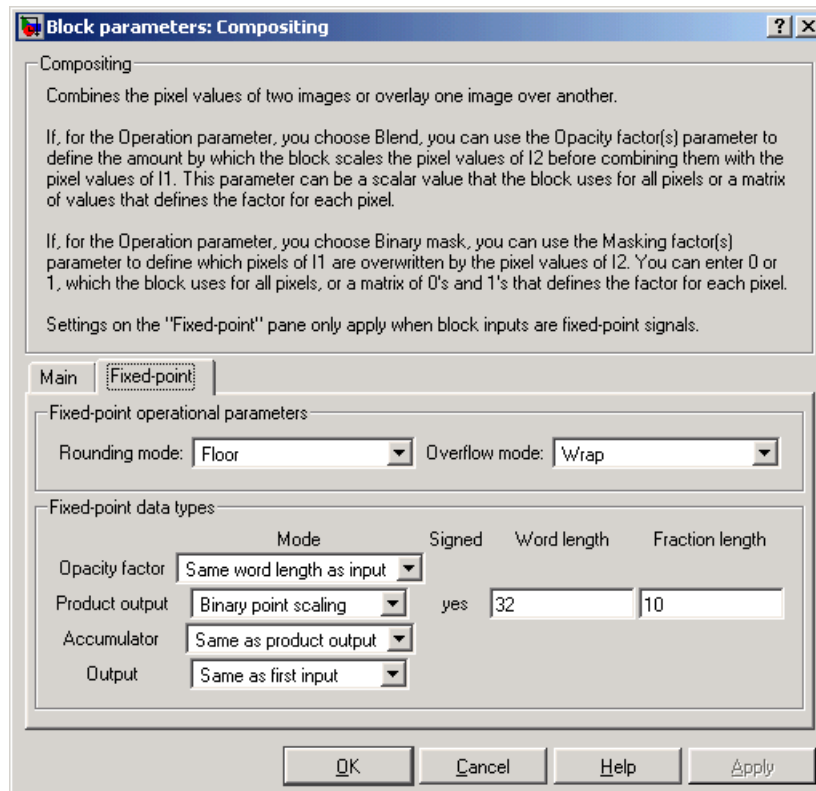 Block parameters: Compositing
Compositing
Combines the pixel values of two images or overlay one image over another.
If, for the Operation parameter, you choose Blend, you can use the Opacity factor(s) parameter to
define the amount by which the block scales the pixel values of I2 before combining them with the
pixel values of I1. This parameter can be a scalar value that the block uses for all pixels or a matrix
of values that defines the factor for each pixel.
If, for the Operation parameter, you choose Binary mask, you can use the Masking factor(s)
parameter to define which pixels of I1 are overwritten by the pixel values of I2. You can enter 0 or
1, which the block uses for all pixels, or a matrix of 0's and 1's that defines the factor for each pixel.
Settings on the "Fixed-point" pane only apply when block inputs are fixed-point signals.
Main Fixed-point
Fixed-point operational parameters
Rounding mode: Floor Overflow mode: Wrap
Fixed-point data types
Mode Signed Word length Fraction length
Opacity factor Same word length as input
Product output Binary point scaling yes 32 10
Accumulator Same as product output
Output Same as first input
OK Cancel Help Apply